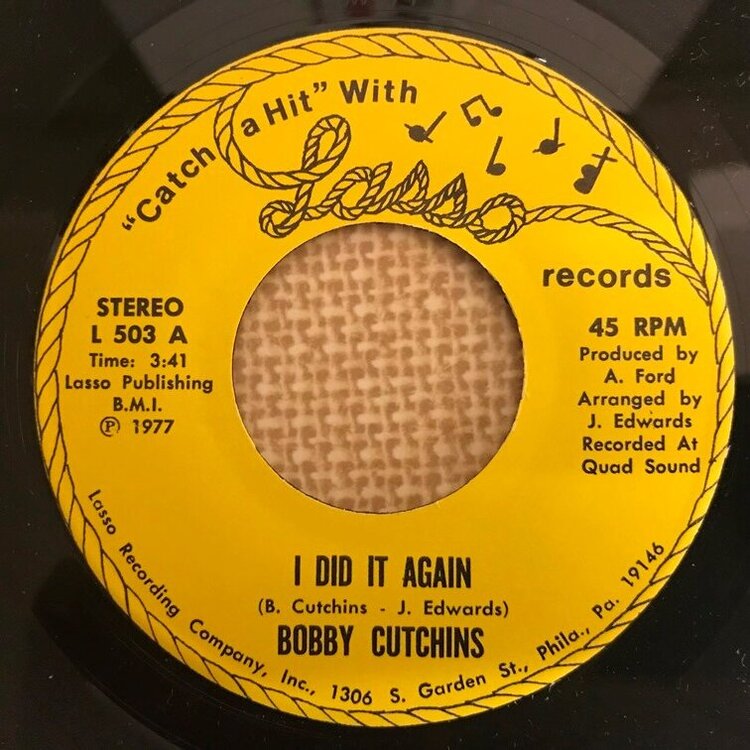 "Catch a Hit" With
Lasso
records
STEREO
L 503 A
Time: 3:41
Lasso Publishing
B.M.I.
Ⓟ 1977
45 RPM
Produced by
A. Ford
Arranged by
J. Edwards
Recorded At
Quad Sound
I DID IT AGAIN
(B. Cutchins - J. Edwards)
BOBBY CUTCHINS
Lasso Recording Company, Inc., 1306 S. Garden St., Phila., Pa. 19146